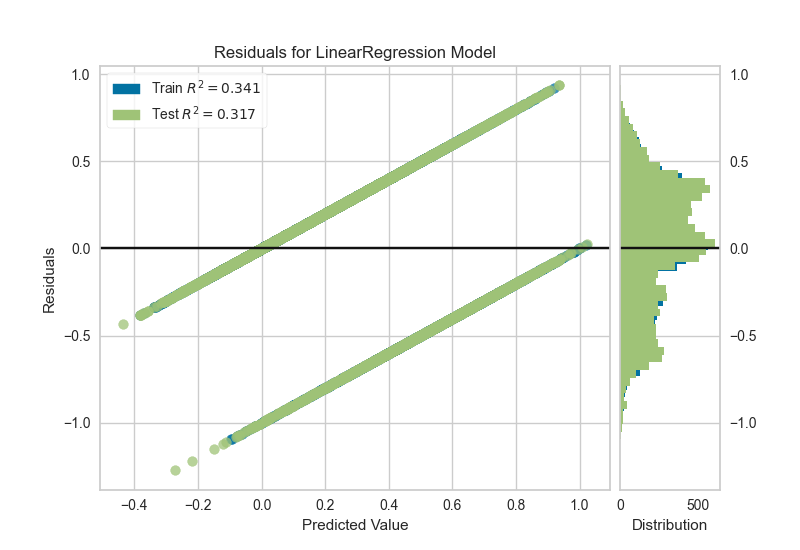 Residuals for LinearRegression Model
Train R² = 0.341
Test R² = 0.317
Residuals
1.0
0.5
0.0
−0.5
−1.0
−0.4 −0.2 0.0 0.2 0.4 0.6 0.8 1.0
Predicted Value
1.0
0.5
0.0
−0.5
−1.0
0 500
Distribution